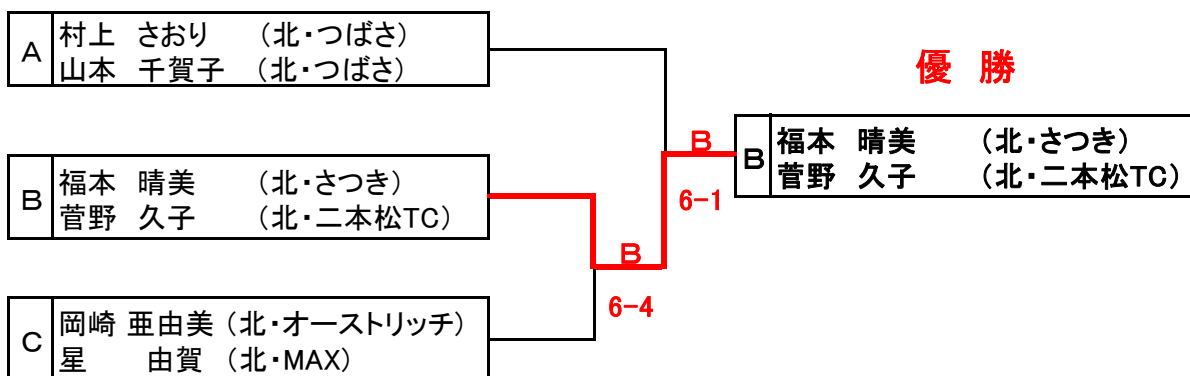 A
村上 さおり (北・つばさ)
山本 千賀子 (北・つばさ)
優 勝
B
福本 晴美 (北・さつき)
菅野 久子 (北・二本松TC)
B
6-1
B
福本 晴美 (北・さつき)
菅野 久子 (北・二本松TC)
B
6-4
C
岡崎 亜由美 (北・オーストリッチ)
星 由賀 (北・MAX)